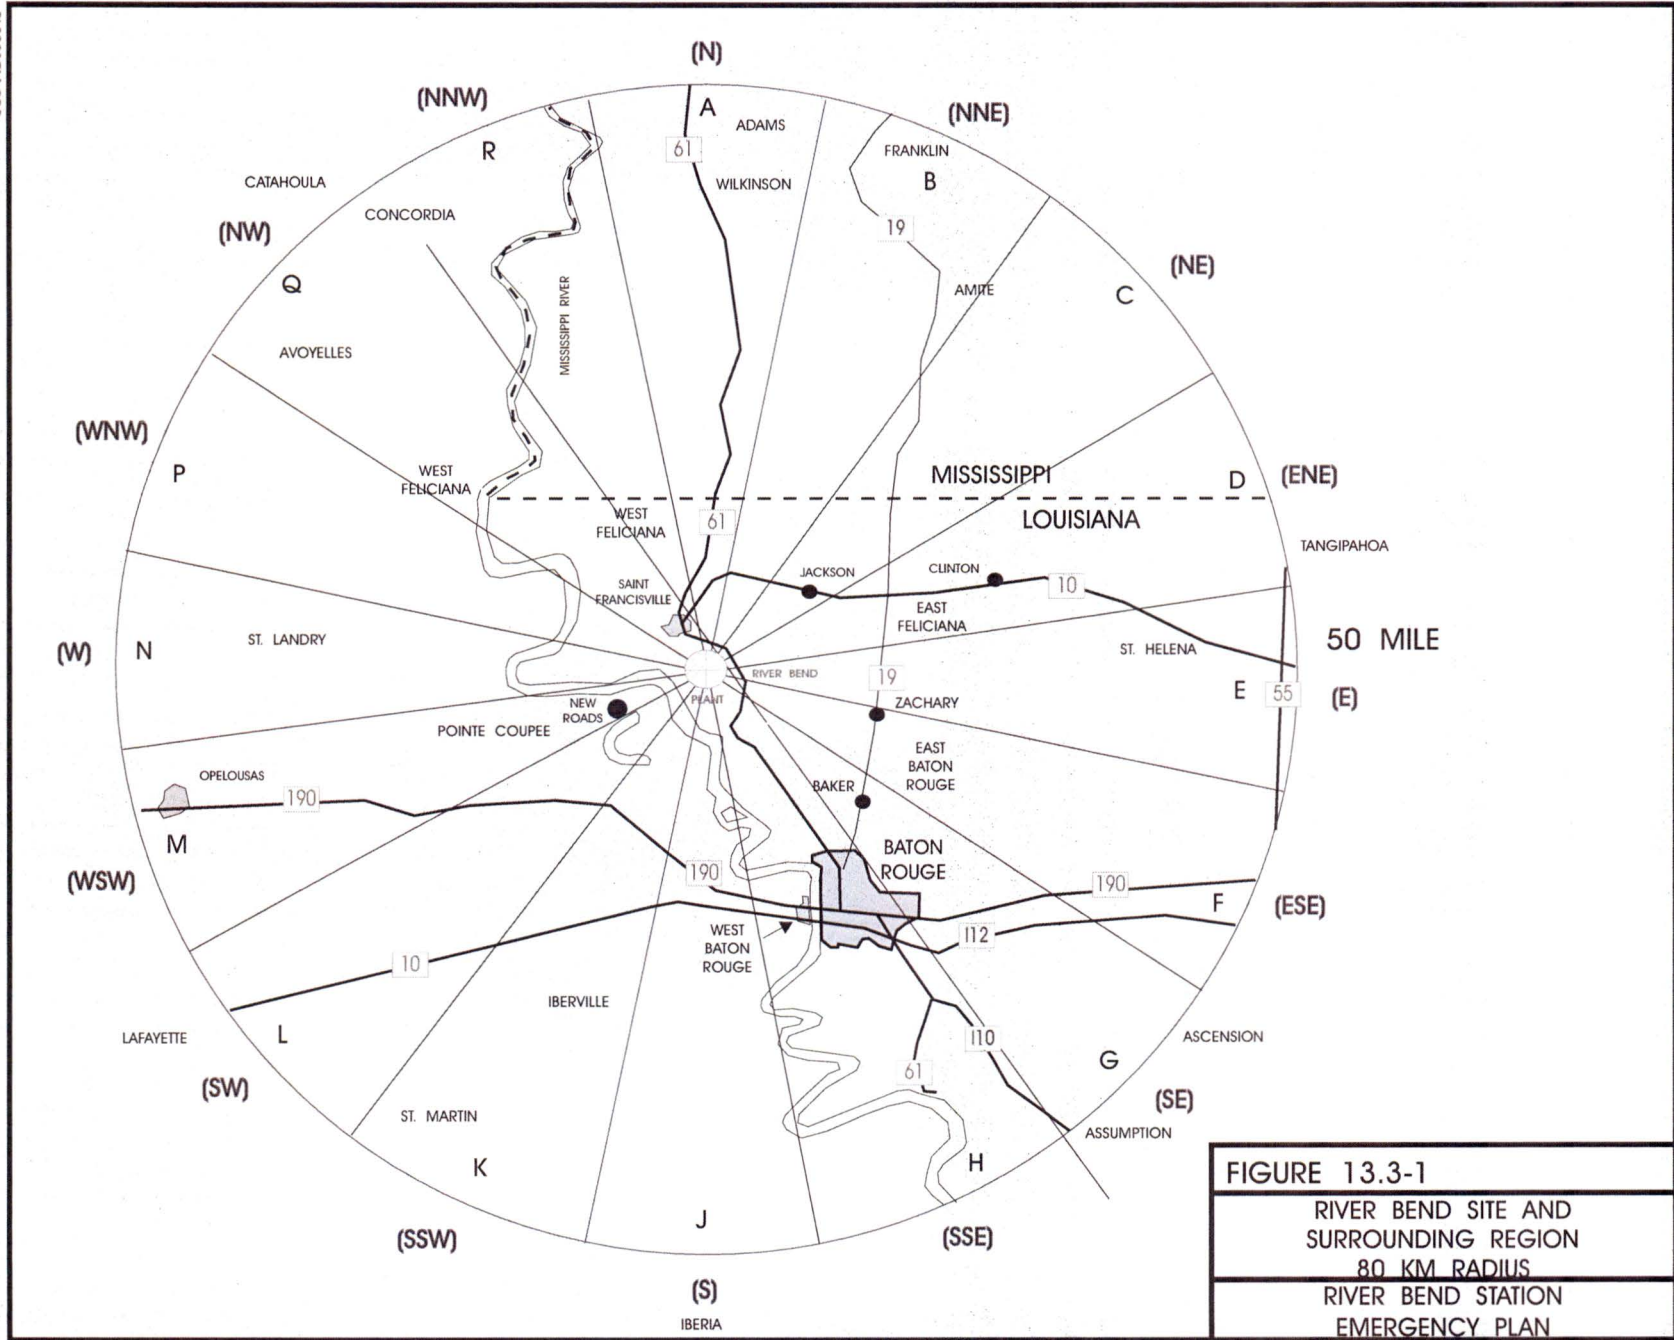 (N)
(NNW)
A
ADAMS
(NNE)
R
61
FRANKLIN
B
CATAHOULA
WILKINSON
CONCORDIA
(NW)
19
(NE)
Q
MISSISSIPPI RIVER
AMITE
C
AVOYELLES
(WNW)
P
WEST
FELICIANA
MISSISSIPPI
D
(ENE)
WEST
FELICIANA
61
LOUISIANA
TANGIPAHOA
SAINT
FRANCISVILLE
JACKSON
CLINTON
10
EAST
FELICIANA
(W)
N
ST. LANDRY
ST. HELENA
50 MILE
RIVER BEND
PLANT
19
E
55
(E)
NEW
ROADS
ZACHARY
POINTE COUPEE
EAST
BATON
ROUGE
OPELOUSAS
190
BAKER
M
BATON
ROUGE
(WSW)
190
190
F
(ESE)
WEST
BATON
ROUGE
I12
10
IBERVILLE
LAFAYETTE
L
I10
ASCENSION
61
G
(SW)
(SE)
ST. MARTIN
ASSUMPTION
K
H
J
(SSW)
(SSE)
(S)
IBERIA
FIGURE 13.3-1
RIVER BEND SITE AND
SURROUNDING REGION
80 KM RADIUS
RIVER BEND STATION
EMERGENCY PLAN